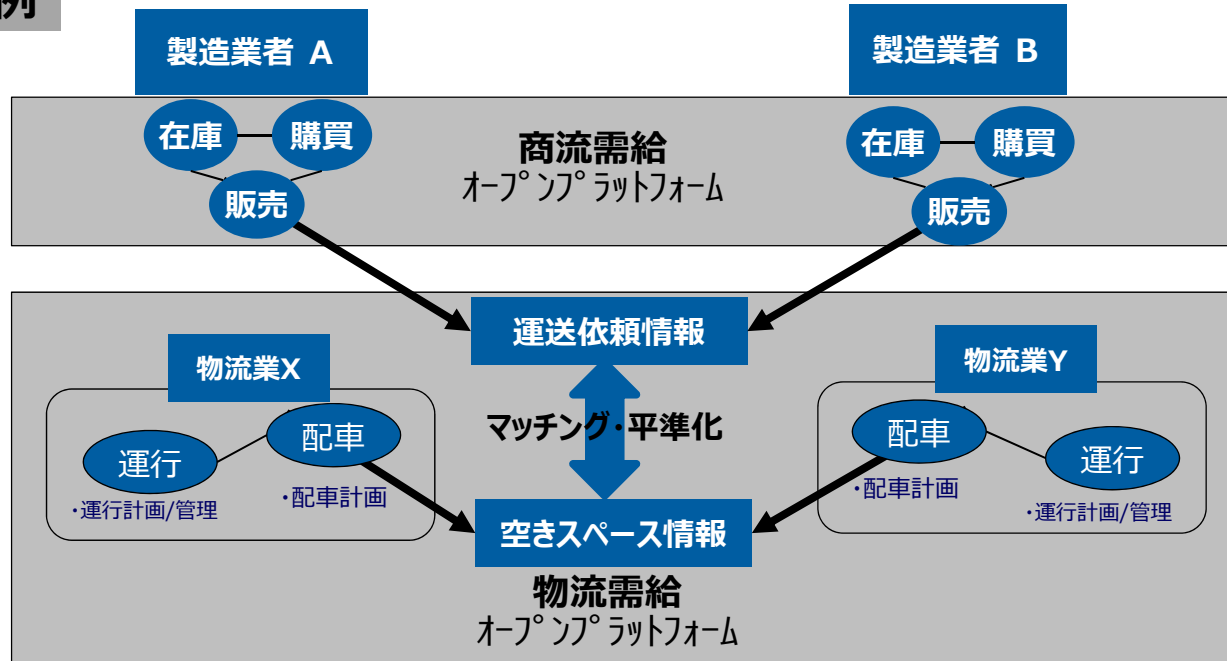 例
製造業者 A
製造業者 B
在庫
購買
販売
商流需給
オープンプラットフォーム
在庫
購買
販売
運送依頼情報
物流業X
物流業Y
運行
配車
・運行計画/管理
・配車計画
マッチング・平準化
配車
運行
・配車計画
・運行計画/管理
空きスペース情報
物流需給
オープンプラットフォーム